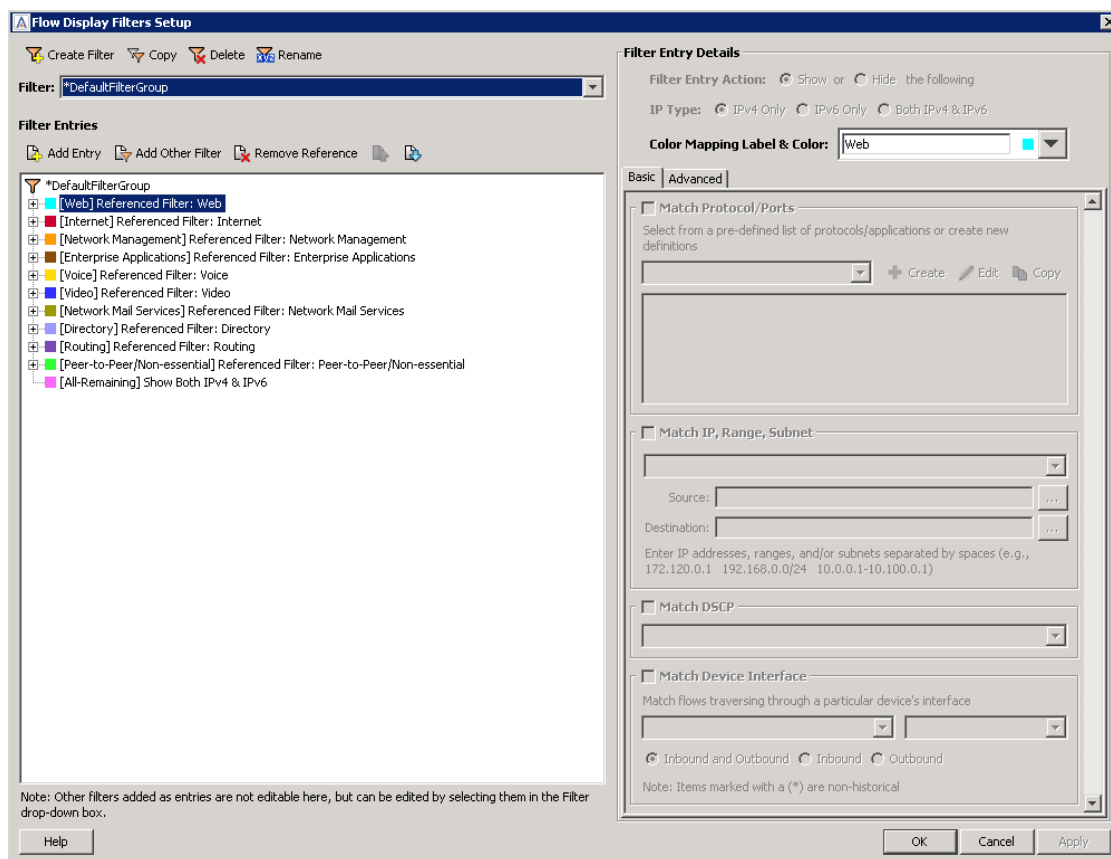 Flow Display Filters Setup
Create Filter Copy Delete Rename
Filter: *DefaultFilterGroup
Filter Entries
Add Entry Add Other Filter Remove Reference
*DefaultFilterGroup
[Web] Referenced Filter: Web
[Internet] Referenced Filter: Internet
[Network Management] Referenced Filter: Network Management
[Enterprise Applications] Referenced Filter: Enterprise Applications
[Voice] Referenced Filter: Voice
[Video] Referenced Filter: Video
[Network Mail Services] Referenced Filter: Network Mail Services
[Directory] Referenced Filter: Directory
[Routing] Referenced Filter: Routing
[Peer-to-Peer/Non-essential] Referenced Filter: Peer-to-Peer/Non-essential
[All-Remaining] Show Both IPv4 & IPv6
Note: Other filters added as entries are not editable here, but can be edited by selecting them in the Filter
drop-down box.
Help
Filter Entry Details
Filter Entry Action: Show or Hide the following
IP Type: IPv4 Only IPv6 Only Both IPv4 & IPv6
Color Mapping Label & Color: Web
Basic Advanced
Match Protocol/Ports
Select from a pre-defined list of protocols/applications or create new
definitions
Create Edit Copy
Match IP, Range, Subnet
Source: ...
Destination: ...
Enter IP addresses, ranges, and/or subnets separated by spaces (e.g.,
172.120.0.1 192.168.0.0/24 10.0.0.1-10.100.0.1)
Match DSCP
Match Device Interface
Match flows traversing through a particular device's interface
Inbound and Outbound Inbound Outbound
Note: Items marked with a (*) are non-historical
OK Cancel Apply